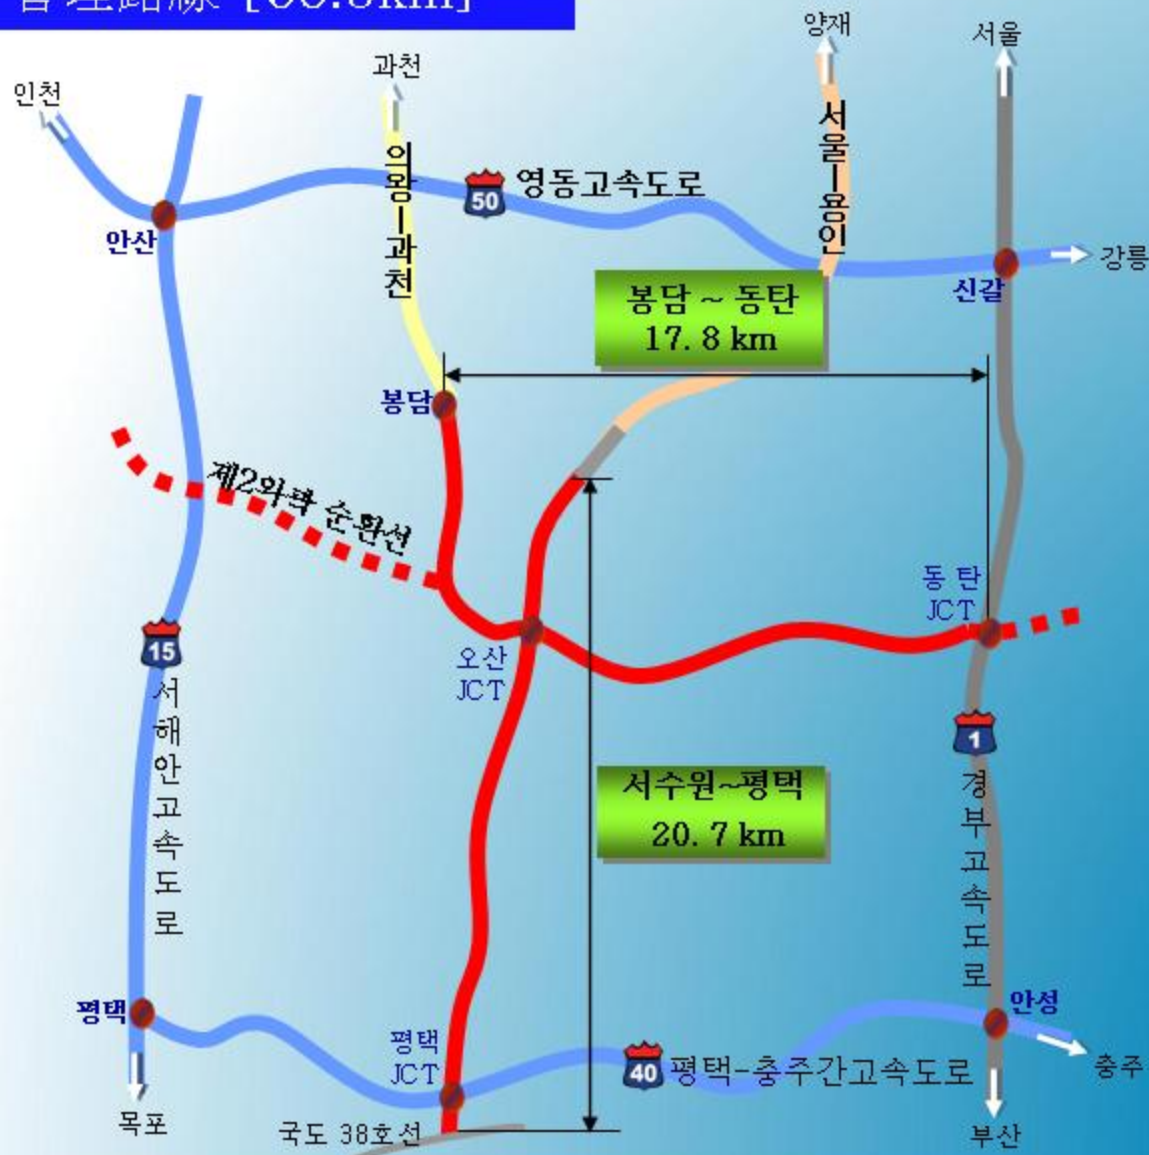 管理路線
양재
서울
과천
인천
의왕-과천
서울-용인
50
영동고속도로
안산
강릉
신갈
봉담 ~ 동탄
17.8 km
봉담
제2외곽 순환선
동탄
JCT
15
오산
JCT
서해안고속도로
1
서수원~평택
20.7 km
경부고속도로
평택
안성
평택
JCT
40
평택-충주간고속도로
충주
목포
국도 38호선
부산